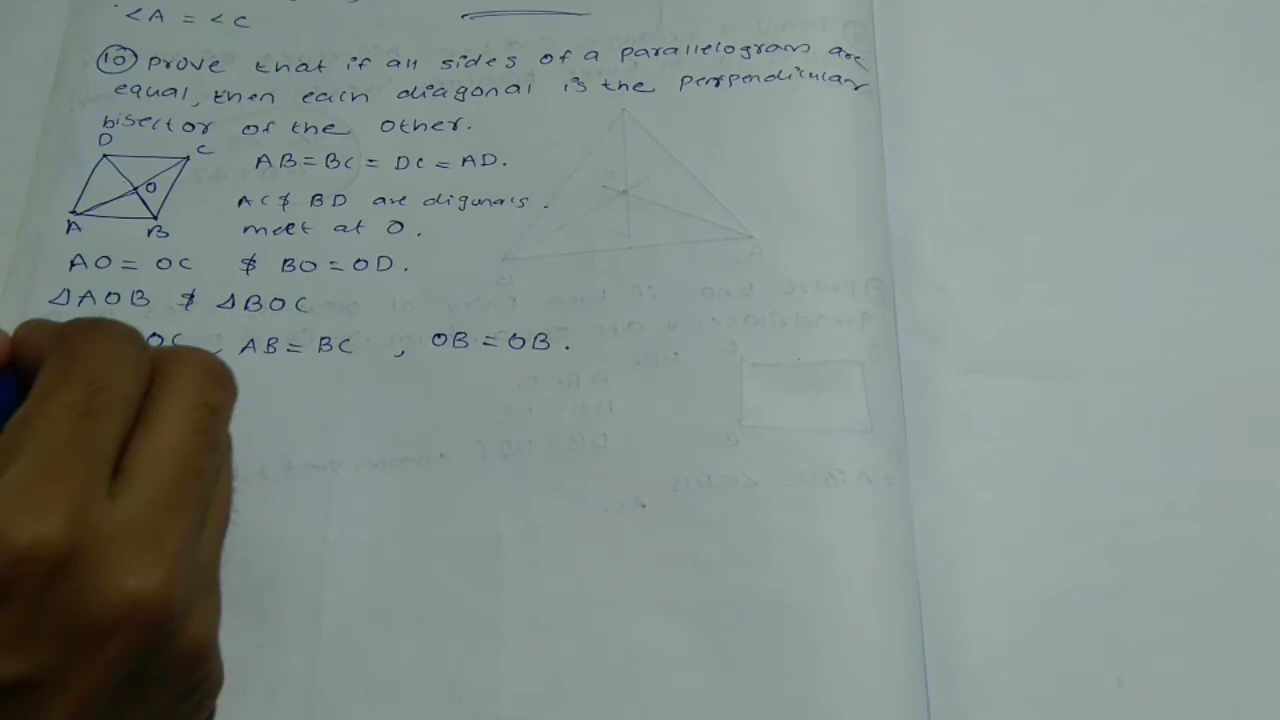 <A = <C
10 prove that if all sides of a parallelogram are
equal, then each diagonal is the perpendicular
bisector of the other.
D C
AB = BC = DC = AD.
O
AC $ BD are digunals.
A B
meet at O.
AO = OC $ BO = OD.
ΔAOB $ ΔBOC
OC, AB = BC, OB = OB.